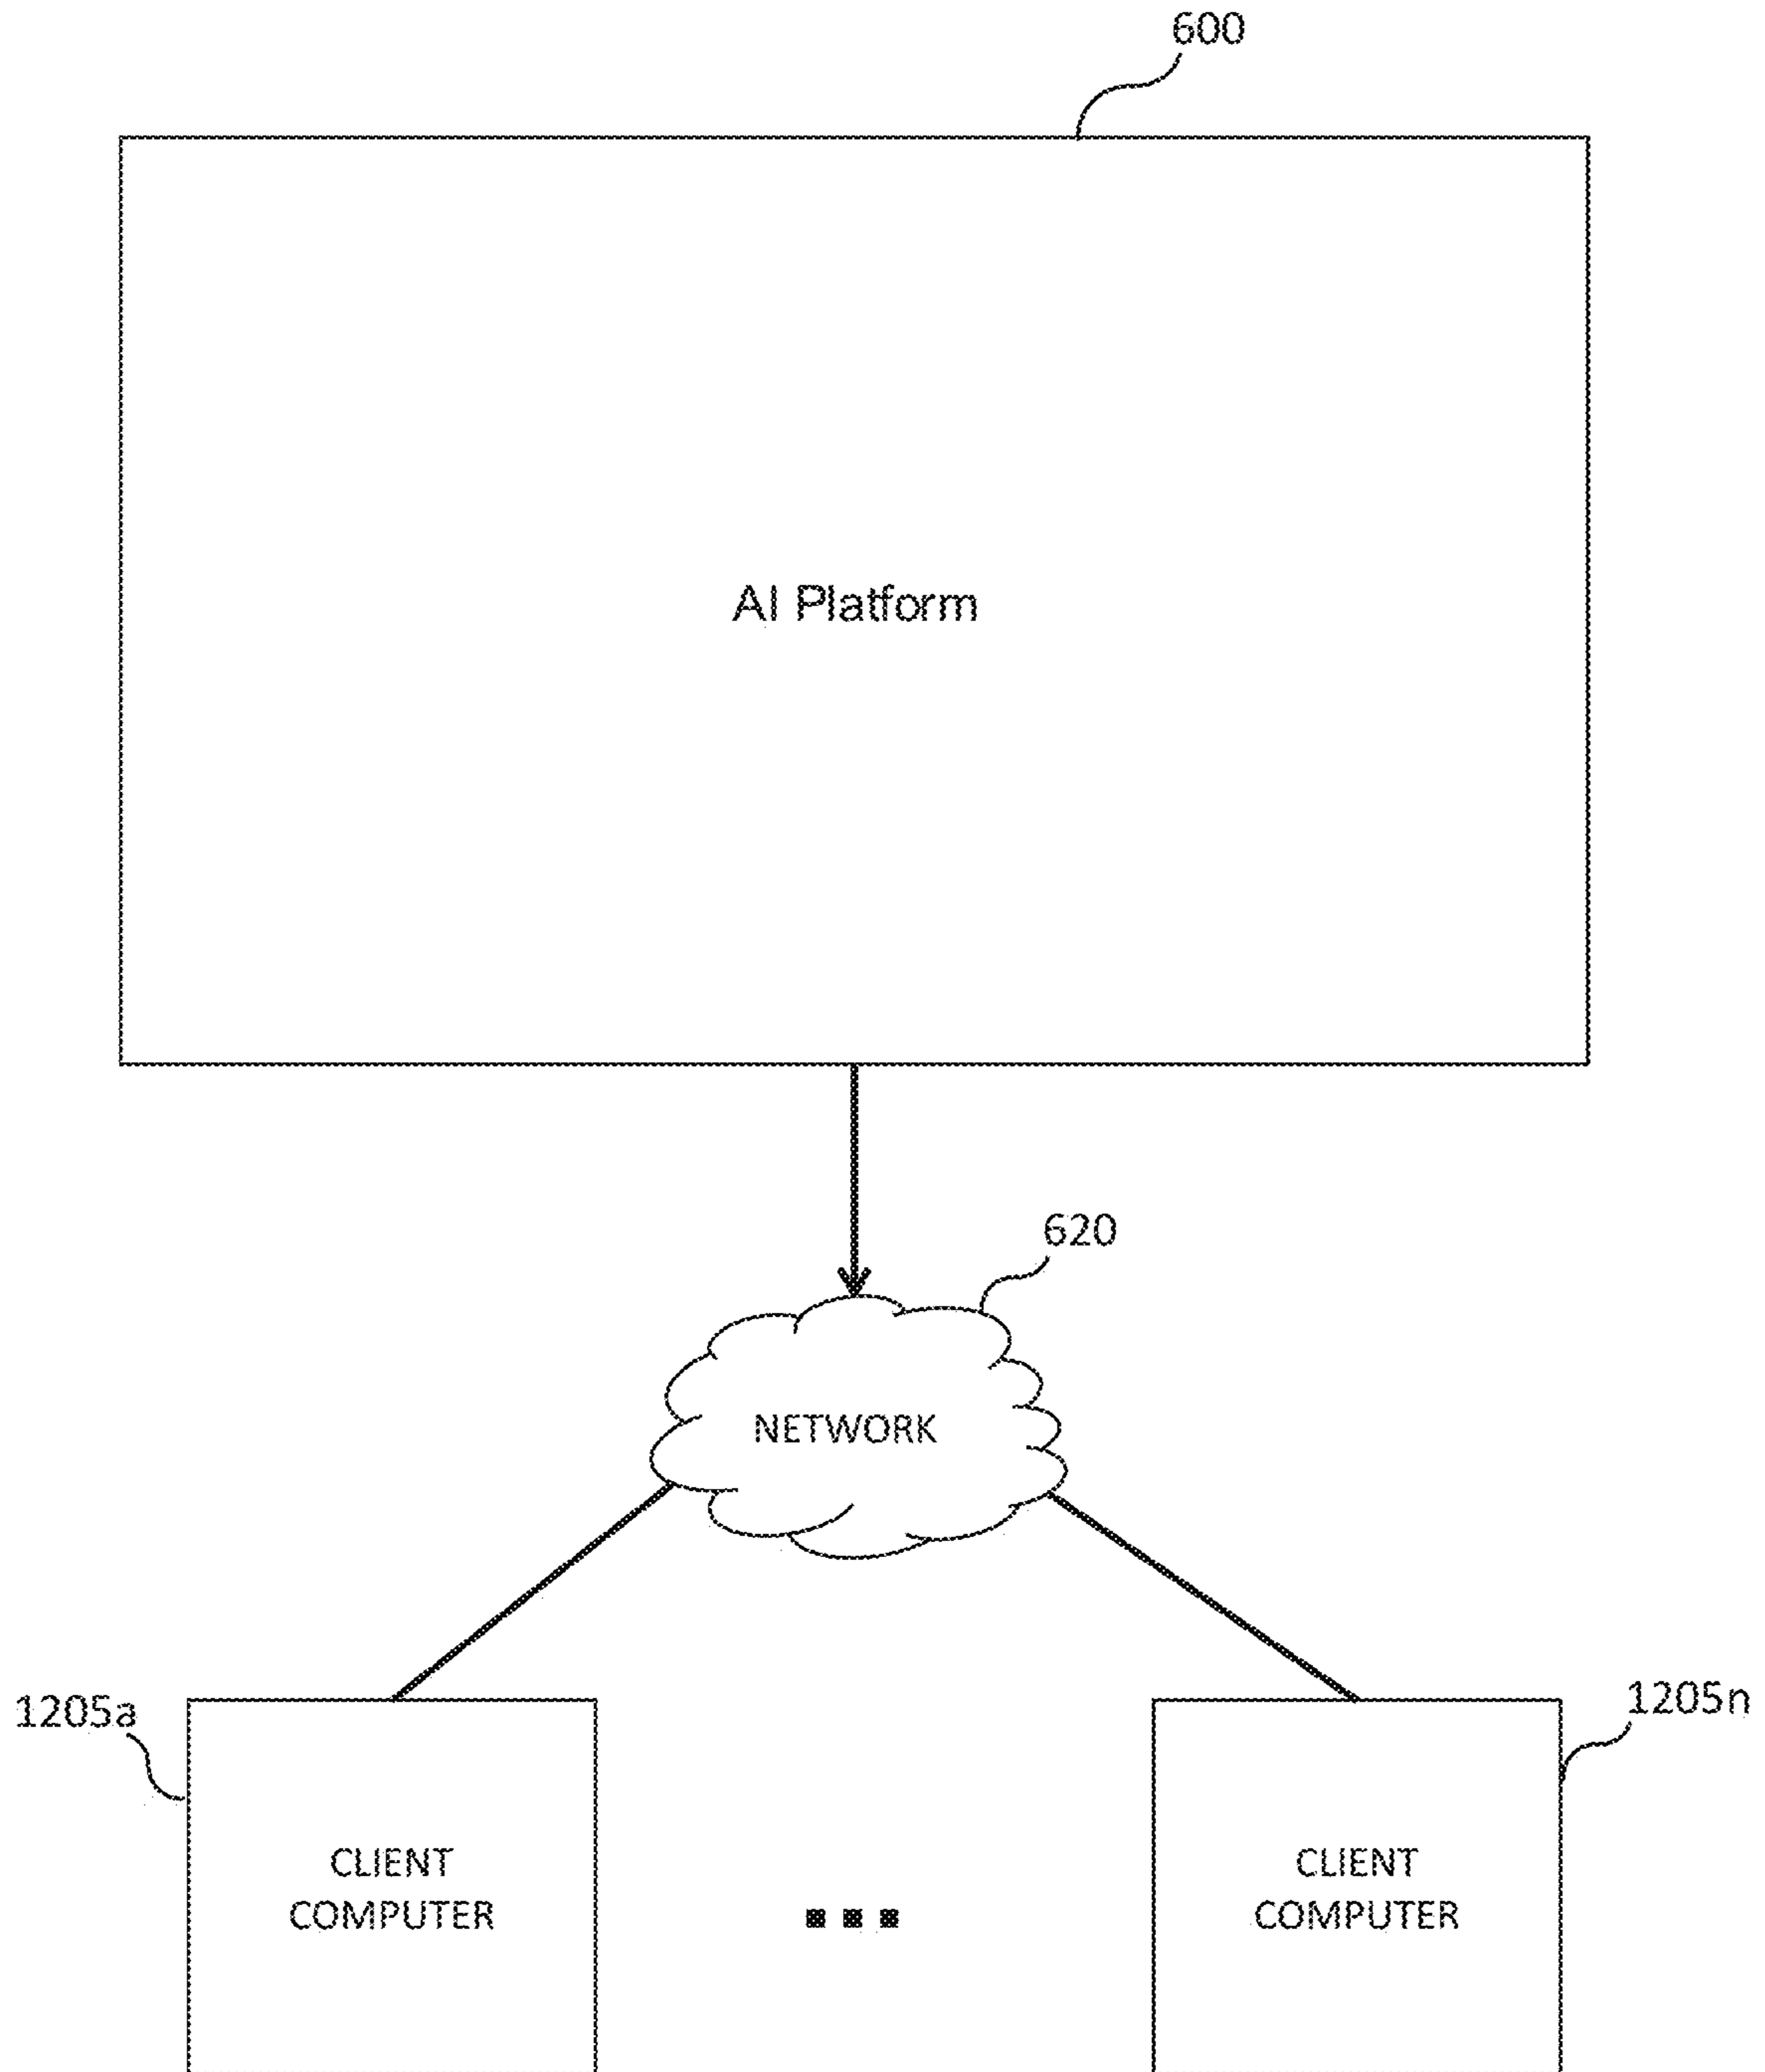 600
AI Platform
620
NETWORK
1205a
1205n
CLIENT
COMPUTER
CLIENT
COMPUTER